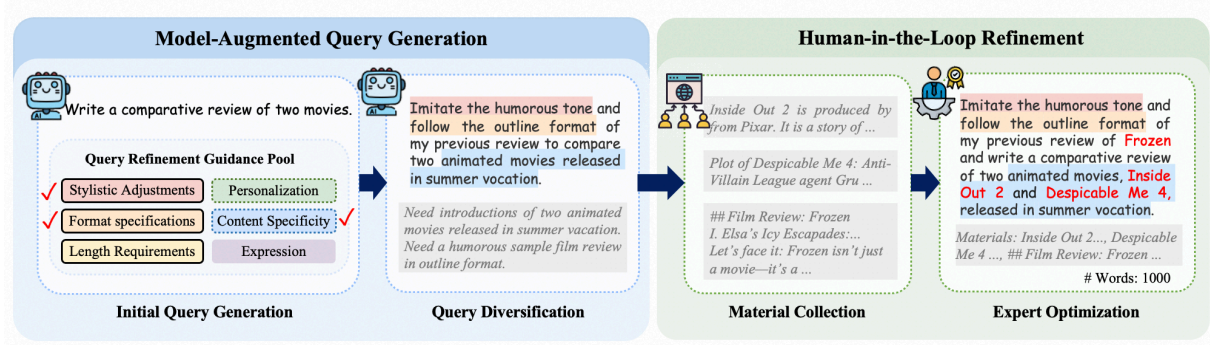 Model-Augmented Query Generation
Human-in-the-Loop Refinement
AI
Write a comparative review of two movies.
Query Refinement Guidance Pool
Stylistic Adjustments
Personalization
Format specifications
Content Specificity
Length Requirements
Expression
Initial Query Generation
AI
Imitate the humorous tone and
follow the outline format of
my previous review to compare
two animated movies released
in summer vocation.
Need introductions of two animated
movies released in summer vacation.
Need a humorous sample film review
in outline format.
Query Diversification
Inside Out 2 is produced by
from Pixar. It is a story of ...
Plot of Despicable Me 4: Anti-
Villain League agent Gru ...
## Film Review: Frozen
I. Elsa's Icy Escapades:...
Let's face it: Frozen isn't just
a movie—it's a ...
Material Collection
Imitate the humorous tone and
follow the outline format of
my previous review of Frozen
and write a comparative review
of two animated movies, Inside
Out 2 and Despicable Me 4,
released in summer vocation.
Materials: Inside Out 2..., Despicable
Me 4 ..., ## Film Review: Frozen ...
# Words: 1000
Expert Optimization